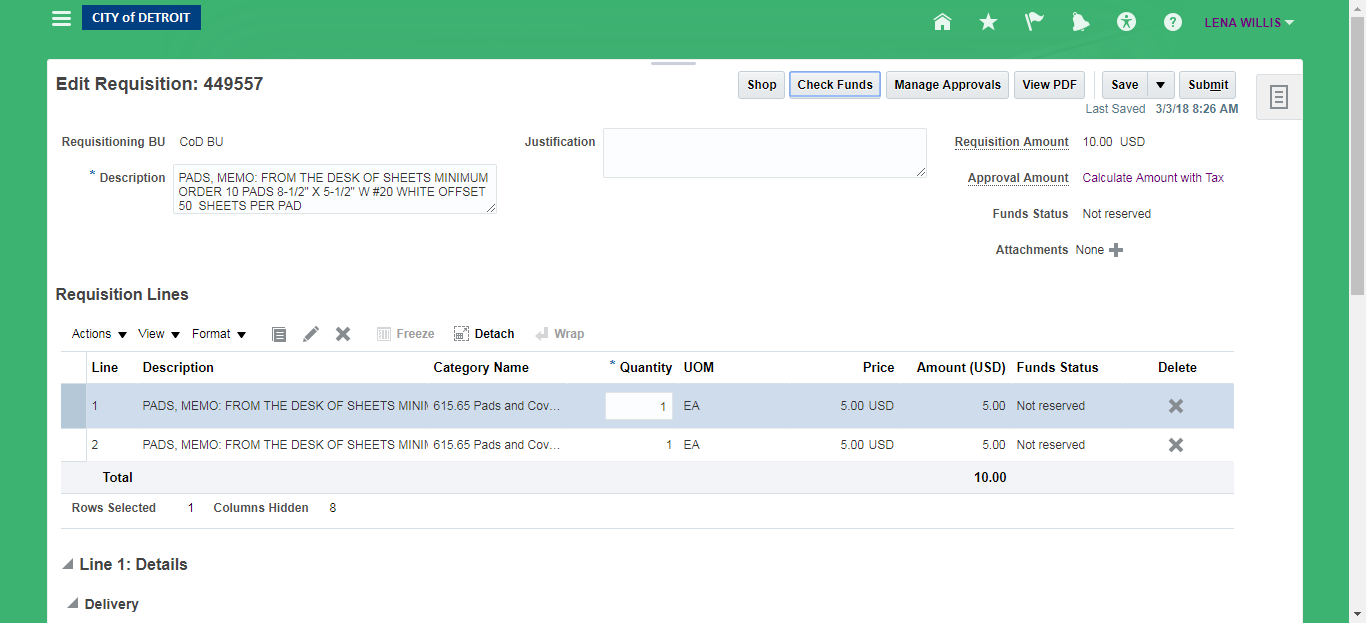 CITY of DETROIT
LENA WILLIS
Edit Requisition: 449557
Shop
Check Funds
Manage Approvals
View PDF
Save
Submit
Last Saved 3/3/18 8:26 AM
Requisitioning BU CoD BU
Justification
Requisition Amount 10.00 USD
* Description
PADS, MEMO: FROM THE DESK OF SHEETS MINIMUM
ORDER 10 PADS 8-1/2" X 5-1/2" W #20 WHITE OFFSET
50 SHEETS PER PAD
Approval Amount Calculate Amount with Tax
Funds Status Not reserved
Attachments None
Requisition Lines
Actions View Format Freeze Detach Wrap
Line Description Category Name * Quantity UOM Price Amount (USD) Funds Status Delete
1 PADS, MEMO: FROM THE DESK OF SHEETS MINI 615.65 Pads and Cov... 1 EA 5.00 USD 5.00 Not reserved
2 PADS, MEMO: FROM THE DESK OF SHEETS MINI 615.65 Pads and Cov... 1 EA 5.00 USD 5.00 Not reserved
Total 10.00
Rows Selected 1 Columns Hidden 8
Line 1: Details
Delivery